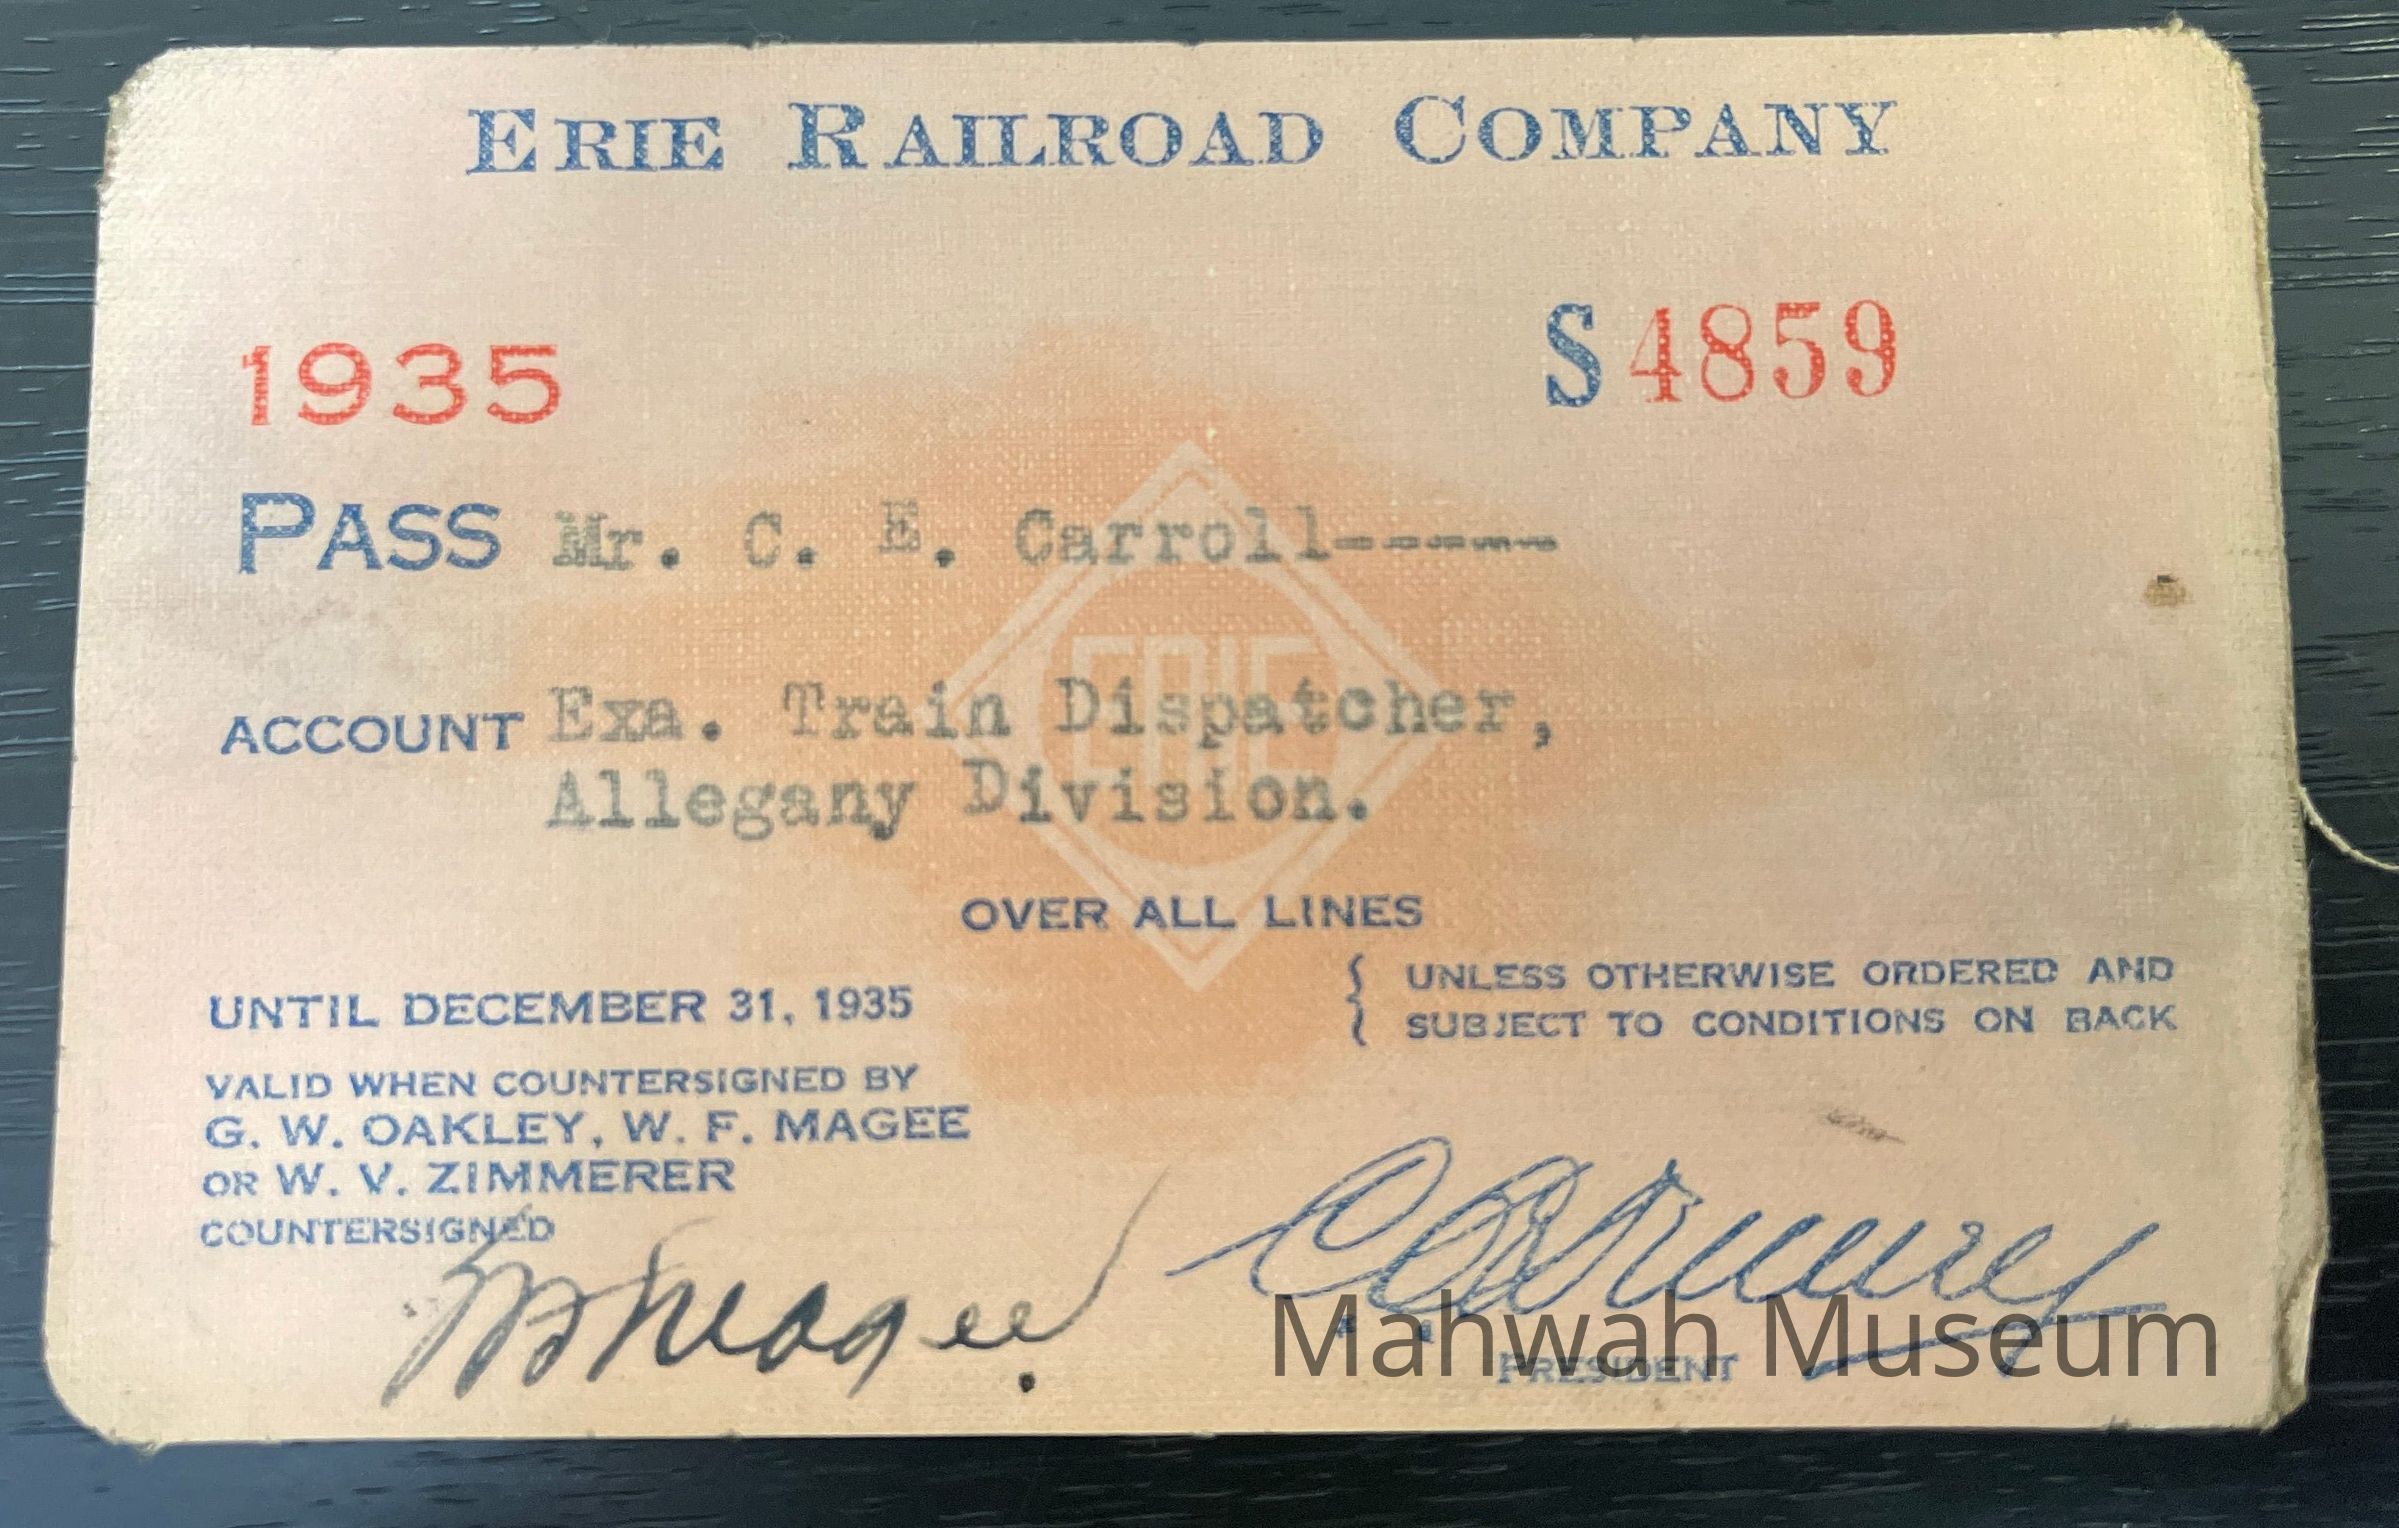 ERIE RAILROAD COMPANY
1935
S 4859
PASS Mr. C. E. Carroll------
ERIE
ACCOUNT Exa. Train Dispatcher,
Allegany Division.
OVER ALL LINES
UNTIL DECEMBER 31, 1935
{ UNLESS OTHERWISE ORDERED AND
SUBJECT TO CONDITIONS ON BACK
VALID WHEN COUNTERSIGNED BY
G. W. OAKLEY, W. F. MAGEE
OR W. V. ZIMMERER
COUNTERSIGNED
W F Magee
PRESIDENT
Mahwah Museum